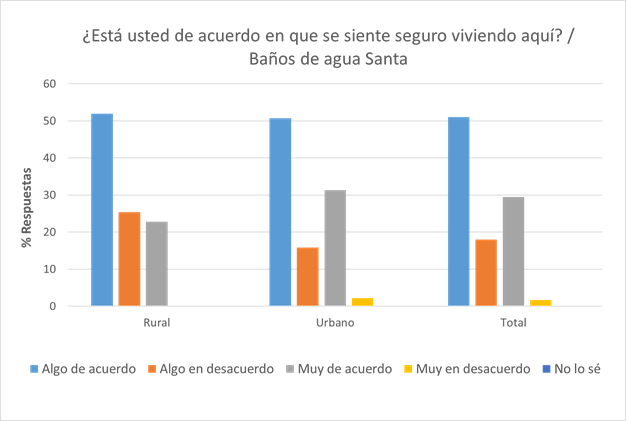 ¿Está usted de acuerdo en que se siente seguro viviendo aquí? /
Baños de agua Santa
60
50
40
30
20
10
0
% Respuestas
Rural Urbano Total
Algo de acuerdo Algo en desacuerdo Muy de acuerdo Muy en desacuerdo No lo sé